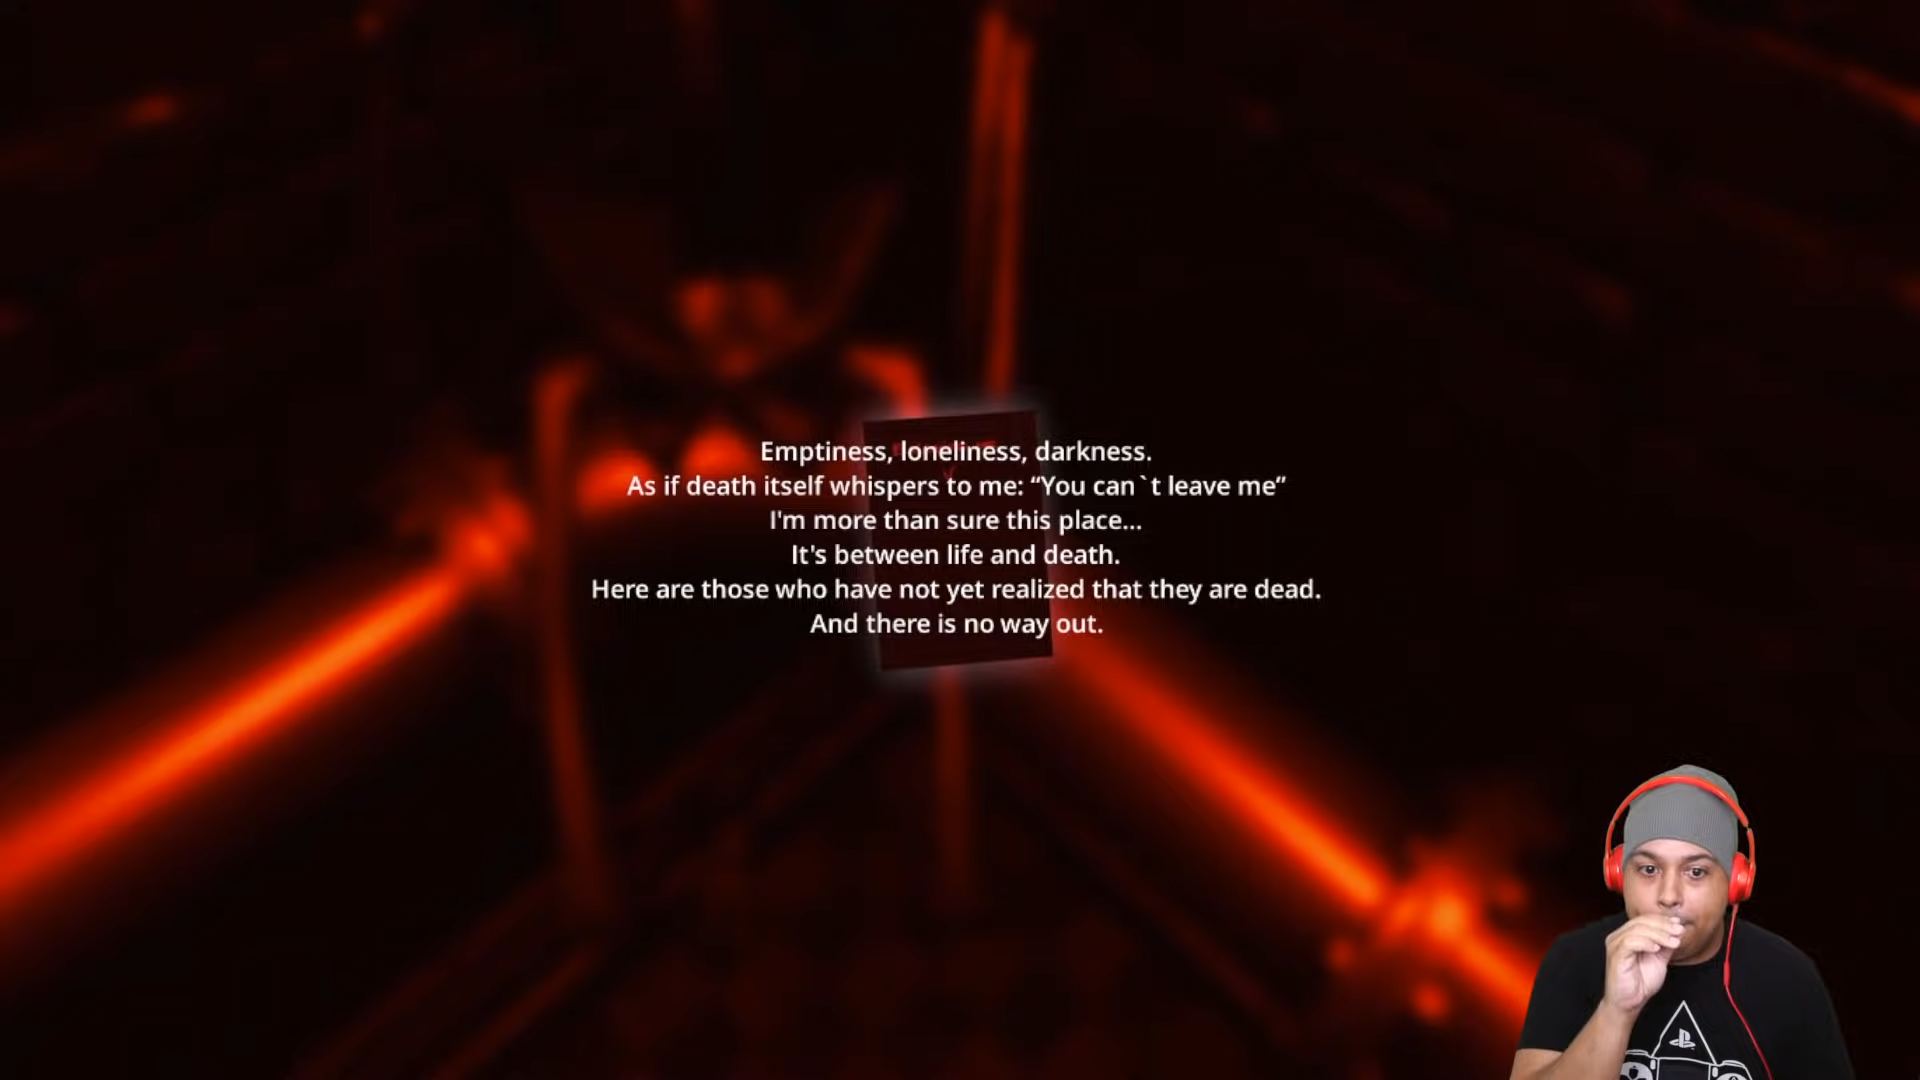 Emptiness, loneliness, darkness.
As if death itself whispers to me: “You can`t leave me”
I'm more than sure this place...
It's between life and death.
Here are those who have not yet realized that they are dead.
And there is no way out.